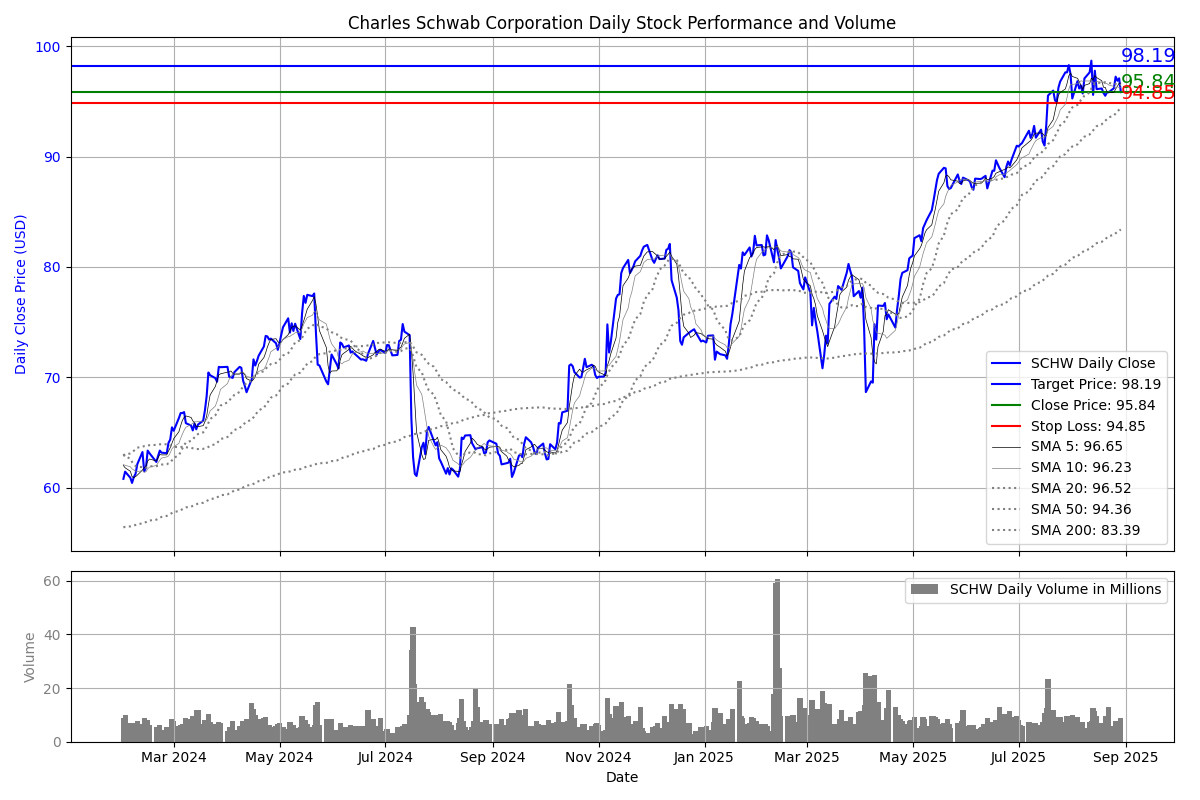 Charles Schwab Corporation Daily Stock Performance and Volume
Daily Close Price (USD)
100
90
80
70
60
98.19
95.84
94.85
SCHW Daily Close
Target Price: 98.19
Close Price: 95.84
Stop Loss: 94.85
SMA 5: 96.65
SMA 10: 96.23
SMA 20: 96.52
SMA 50: 94.36
SMA 200: 83.39
Volume
60
40
20
0
SCHW Daily Volume in Millions
Mar 2024 May 2024 Jul 2024 Sep 2024 Nov 2024 Jan 2025 Mar 2025 May 2025 Jul 2025 Sep 2025
Date